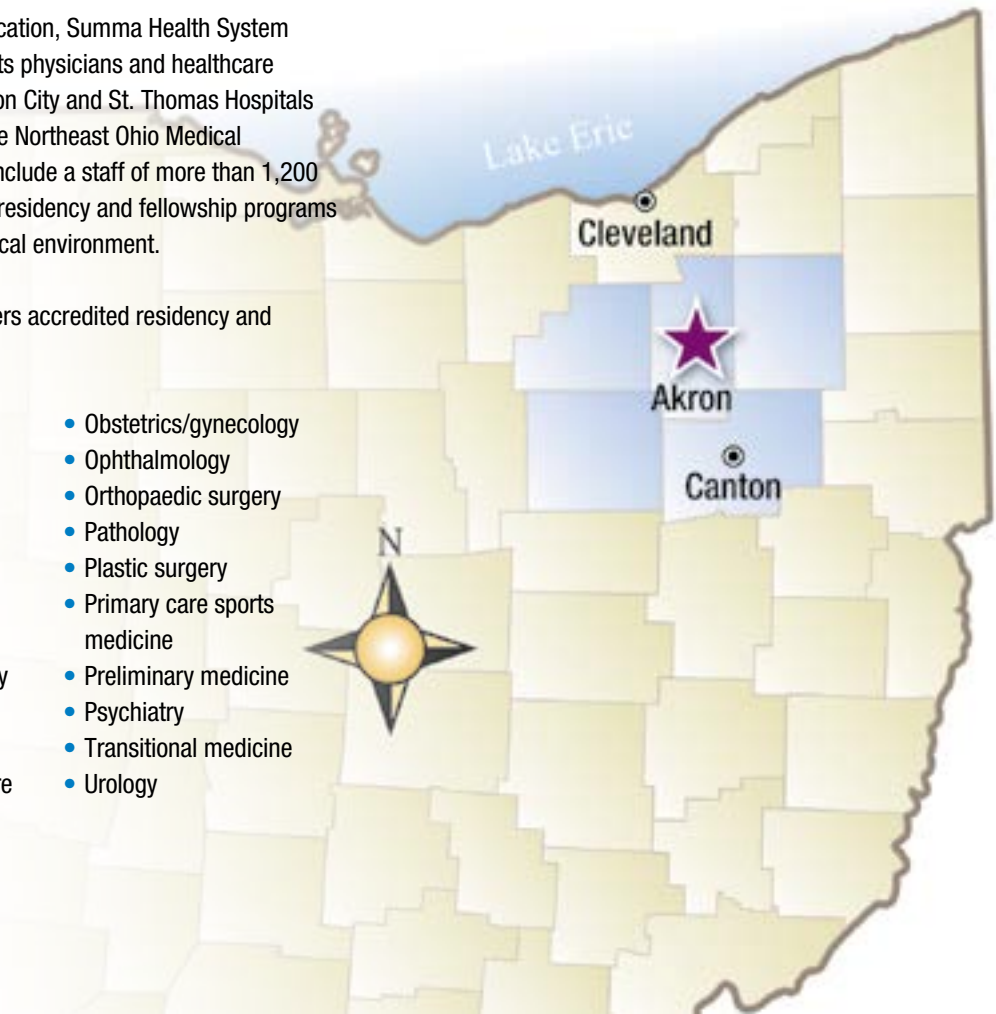 cation, Summa Health System
ts physicians and healthcare
on City and St. Thomas Hospitals
e Northeast Ohio Medical
nclude a staff of more than 1,200
residency and fellowship programs
cal environment.
ers accredited residency and
• Obstetrics/gynecology
• Ophthalmology
• Orthopaedic surgery
• Pathology
• Plastic surgery
• Primary care sports
medicine
y
• Preliminary medicine
• Psychiatry
• Transitional medicine
re
• Urology
Lake Erie
Cleveland
Akron
Canton
N